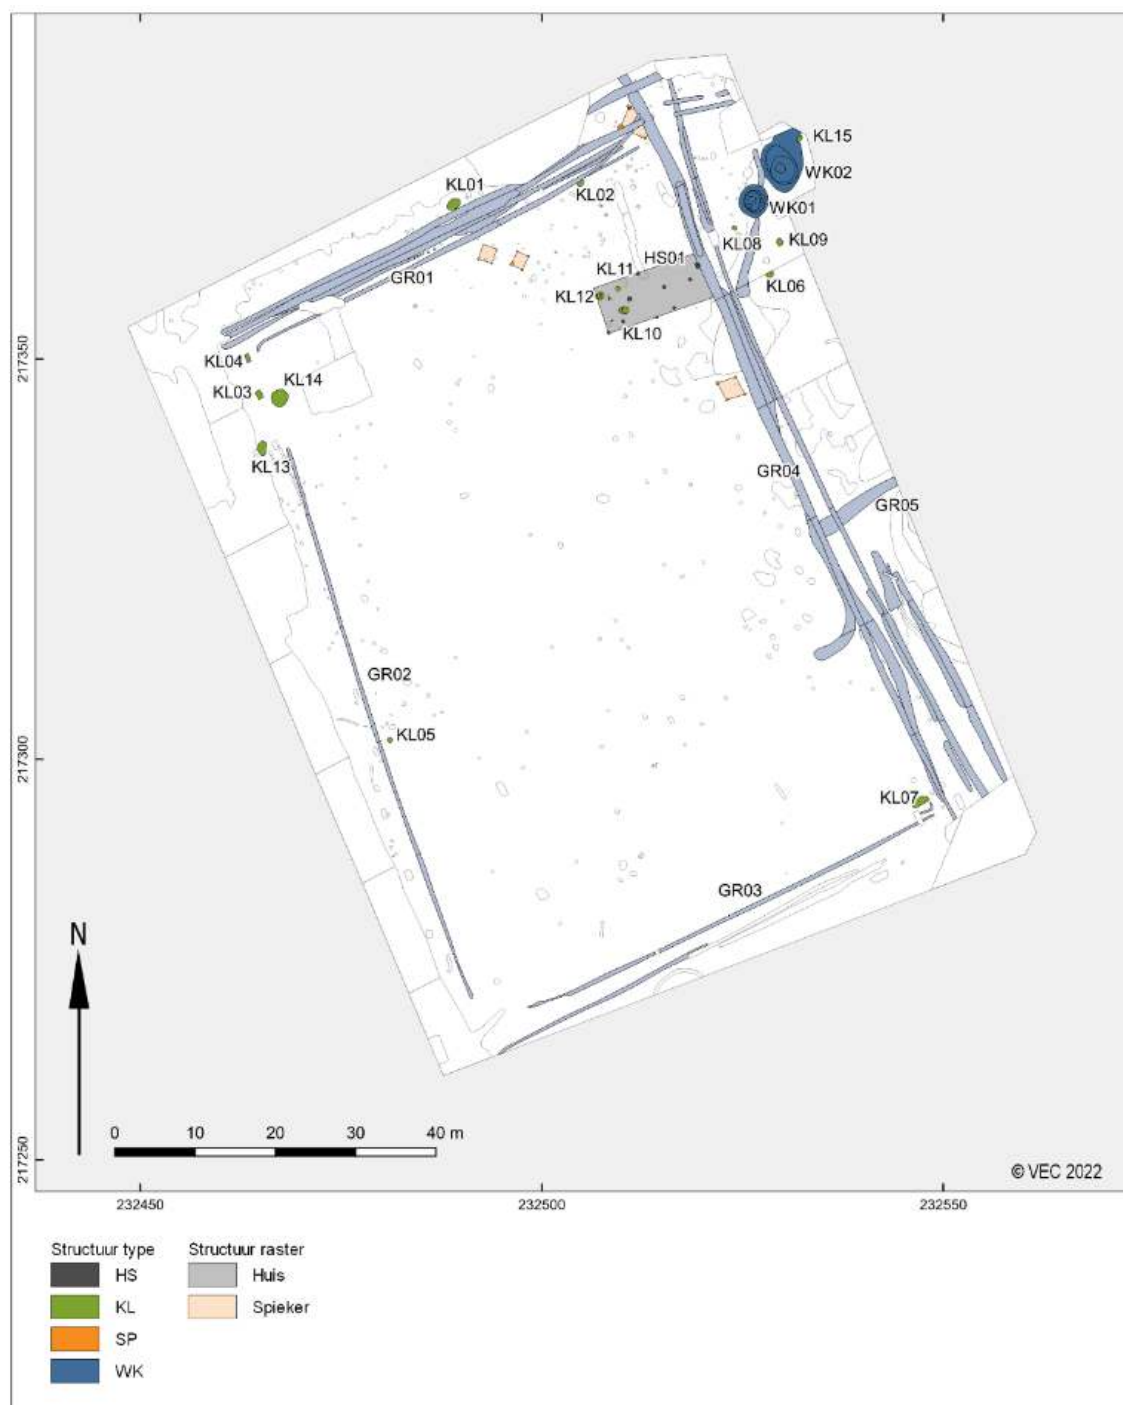 KL15
WK02
KL01
KL02
WK01
KL08
KL09
HS01
KL11
KL06
GR01
KL12
KL10
217350
KL04
KL14
KL03
KL13
GR04
GR05
GR02
KL05
217300
KL07
GR03
N
0 10 20 30 40 m
217250
© VEC 2022
232450 232500 232550
Structuur type Structuur raster
HS Huis
KL Spieker
SP
WK